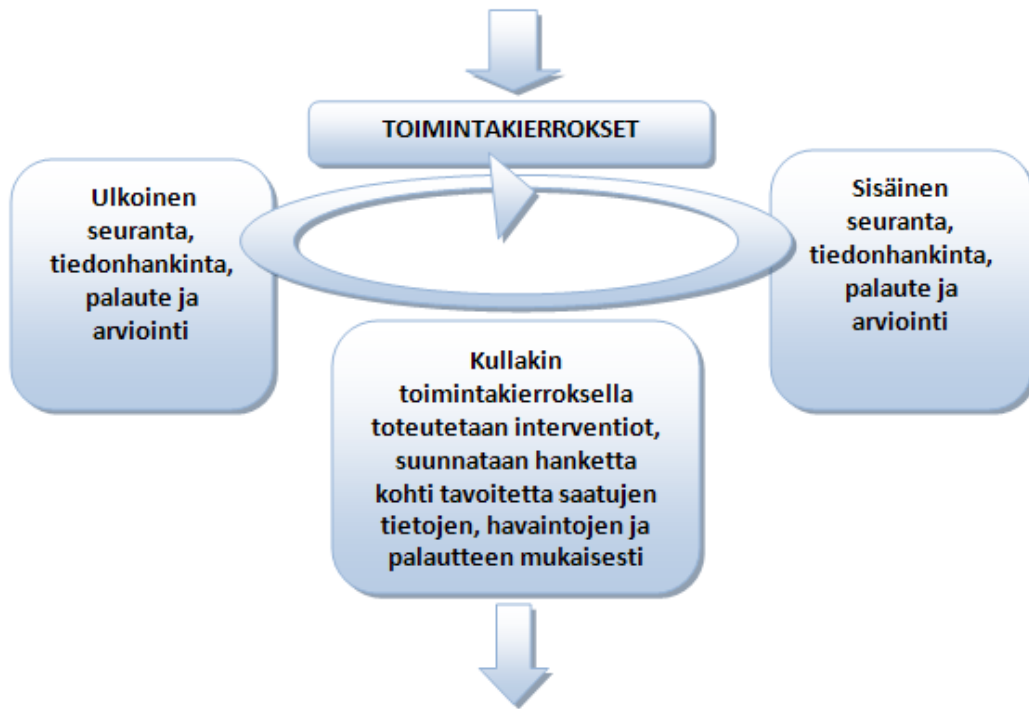 TOIMINTAKIERROKSET
Ulkoinen
seuranta,
tiedonhankinta,
palaute ja
arviointi
Sisäinen
seuranta,
tiedonhankinta,
palaute ja
arviointi
Kullakin
toimintakierroksella
toteutetaan interventiot,
suunnataan hanketta
kohti tavoitetta saatujen
tietojen, havaintojen ja
palautteen mukaisesti